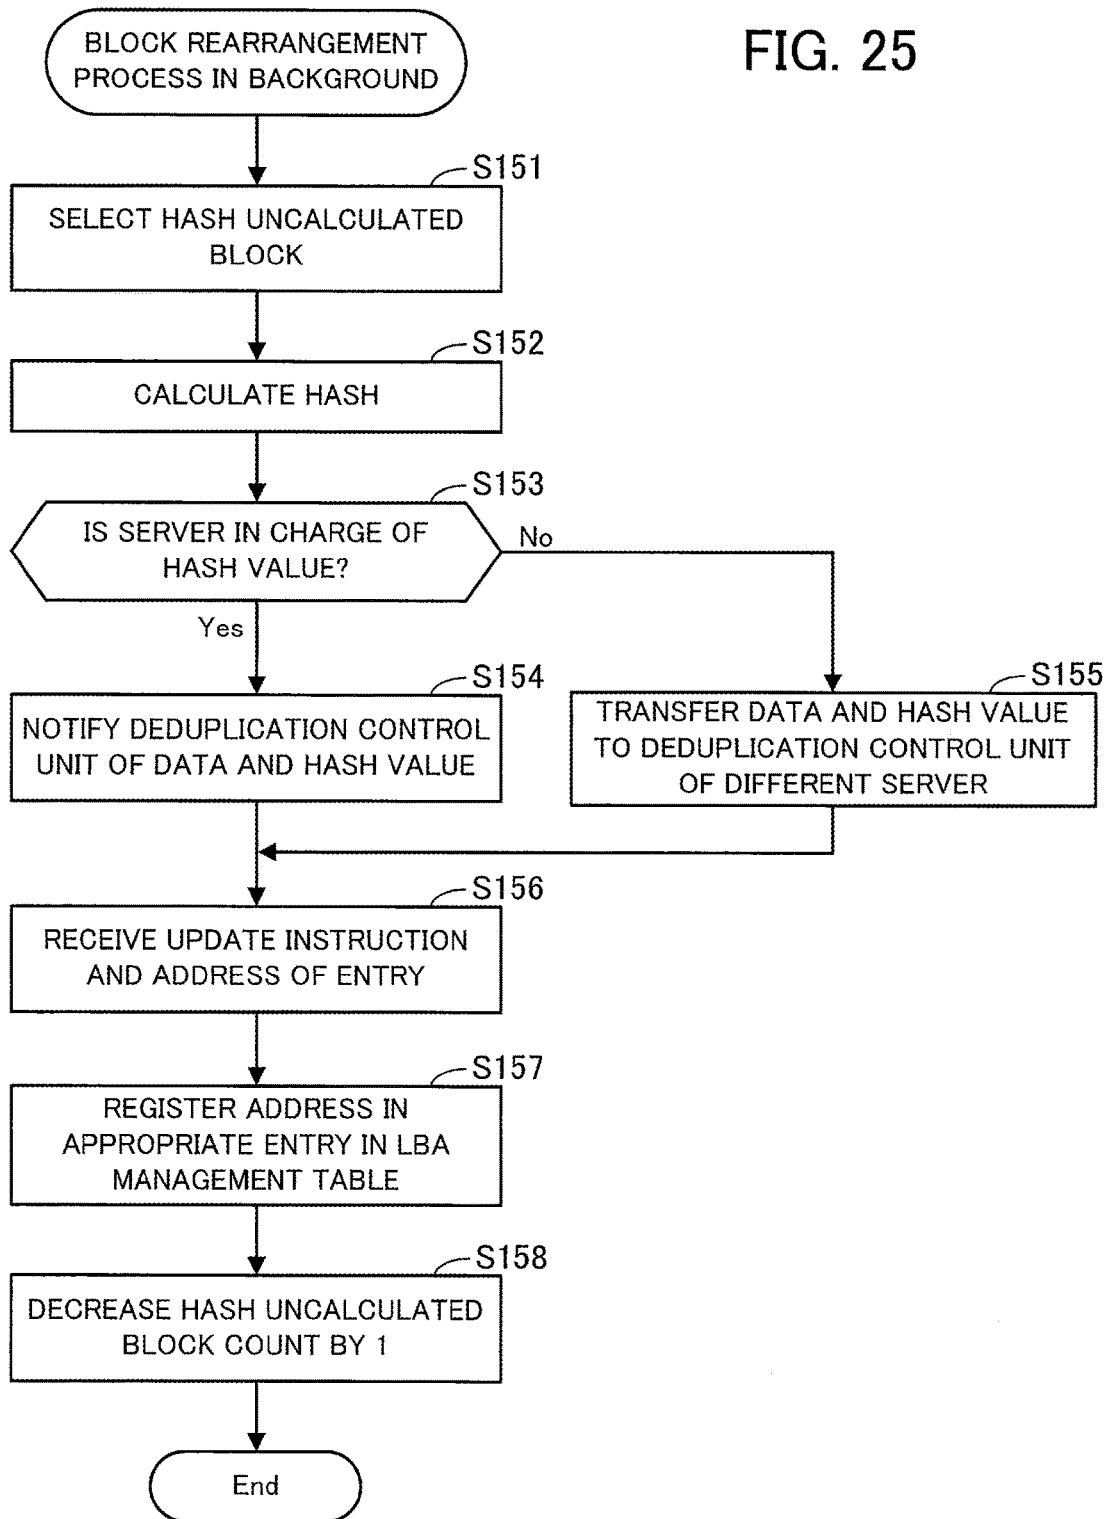 FIG. 25
BLOCK REARRANGEMENT
PROCESS IN BACKGROUND
S151
SELECT HASH UNCALCULATED
BLOCK
S152
CALCULATE HASH
S153
IS SERVER IN CHARGE OF
HASH VALUE?
No
Yes
S154
NOTIFY DEDUPLICATION CONTROL
UNIT OF DATA AND HASH VALUE
S155
TRANSFER DATA AND HASH VALUE
TO DEDUPLICATION CONTROL UNIT
OF DIFFERENT SERVER
S156
RECEIVE UPDATE INSTRUCTION
AND ADDRESS OF ENTRY
S157
REGISTER ADDRESS IN
APPROPRIATE ENTRY IN LBA
MANAGEMENT TABLE
S158
DECREASE HASH UNCALCULATED
BLOCK COUNT BY 1
End